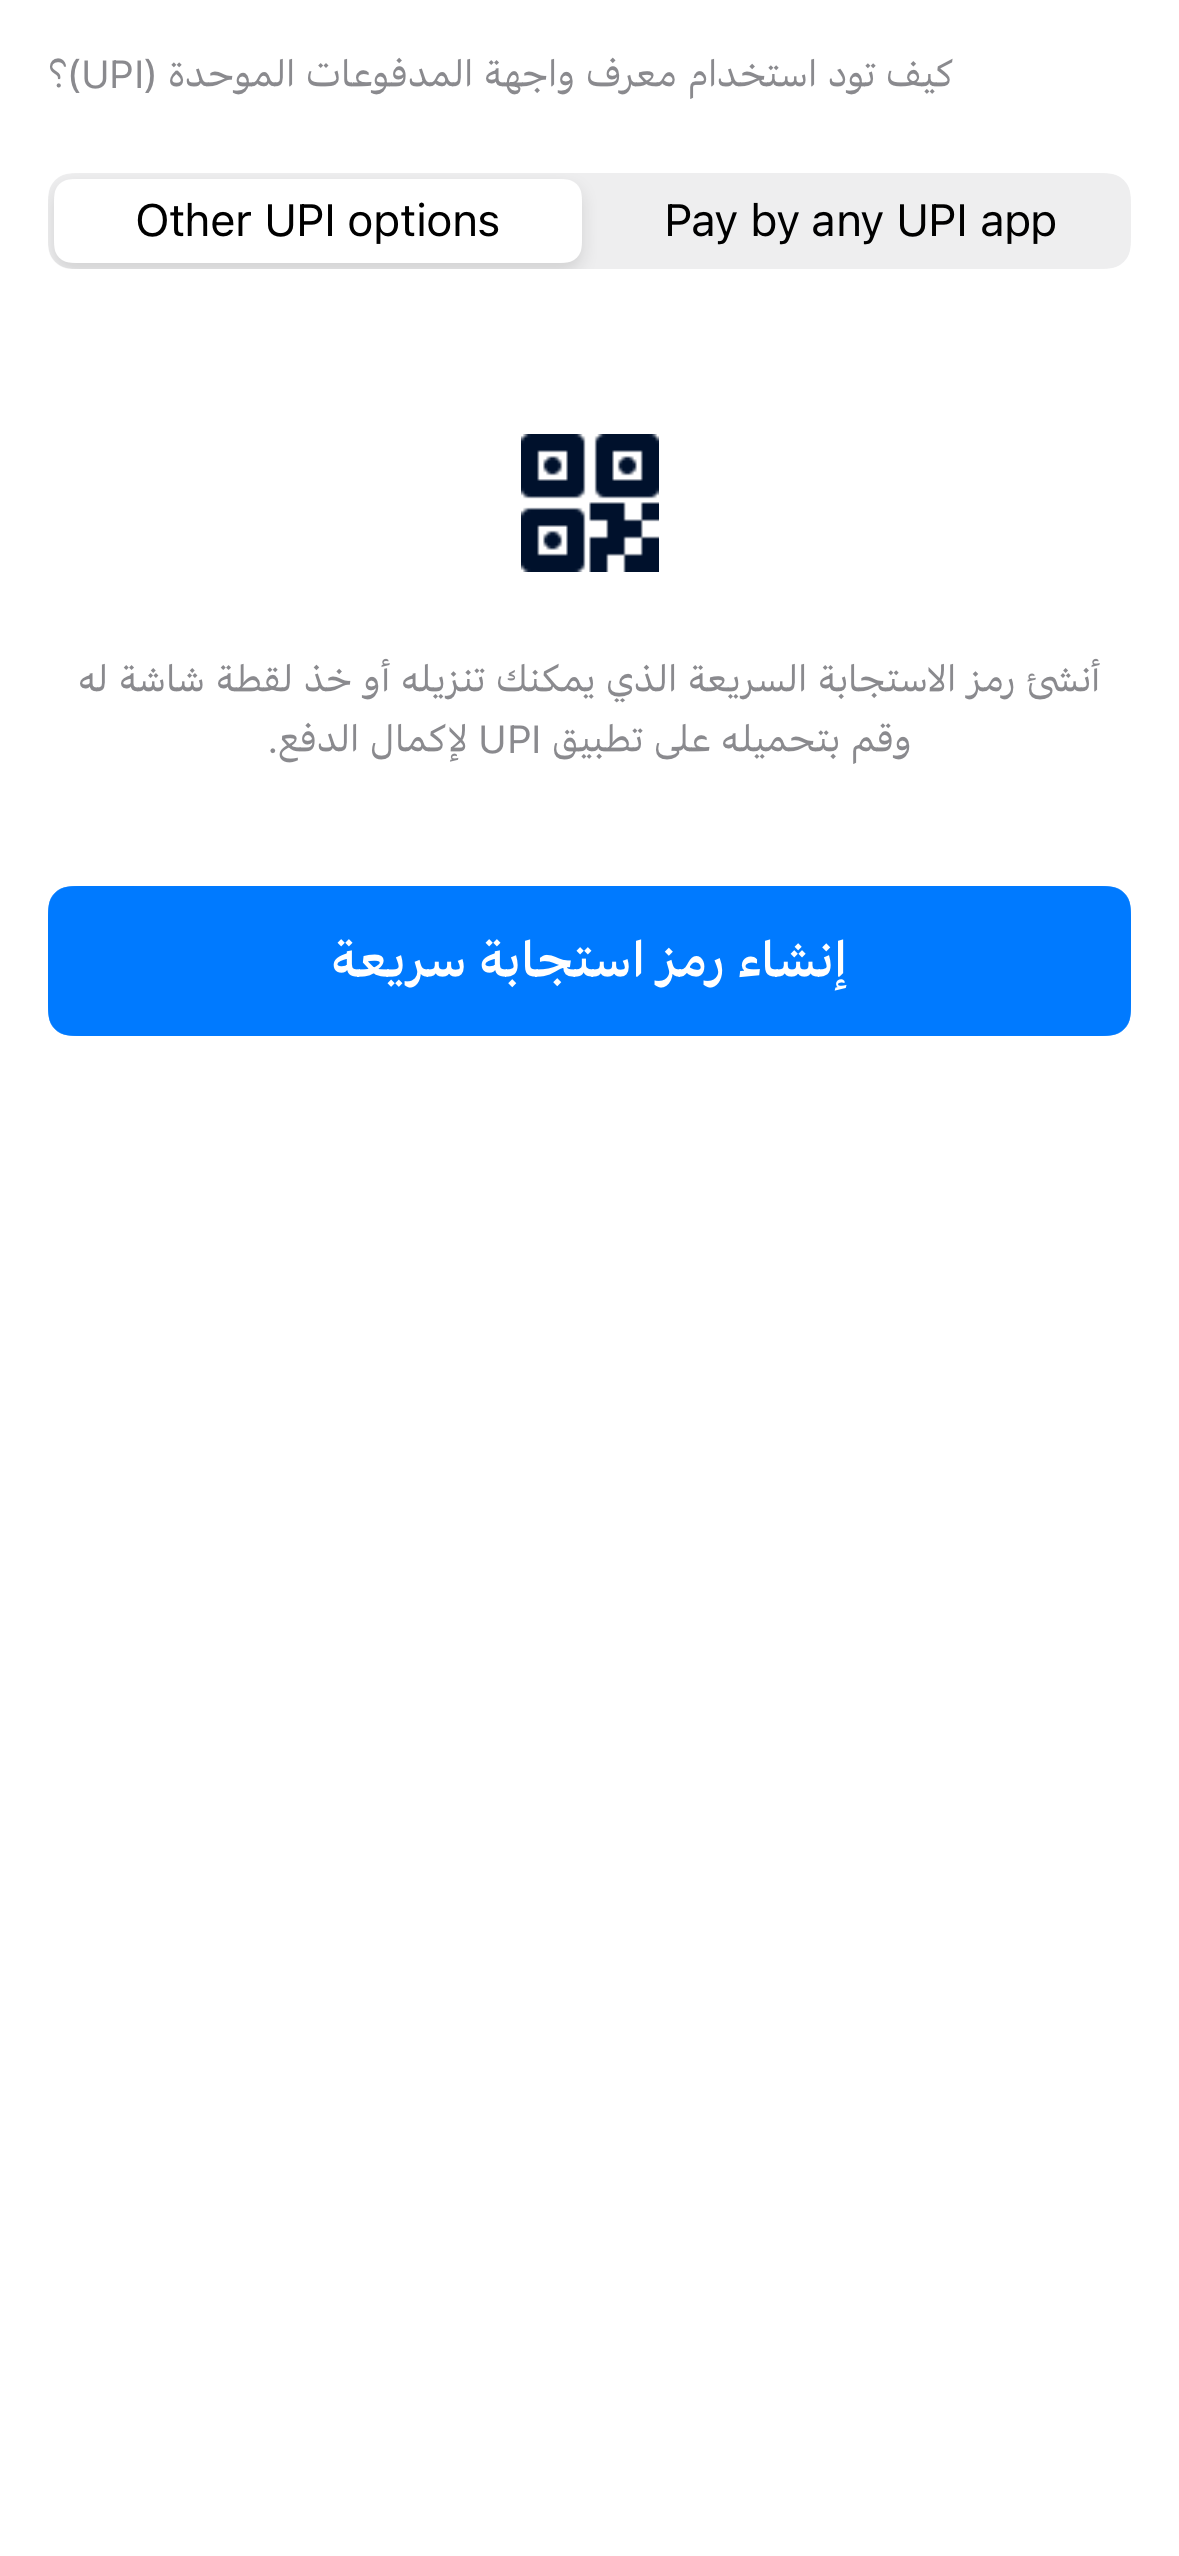 كيف تود استخدام معرف واجهة المدفوعات الموحدة (UPI)؟
Other UPI options
Pay by any UPI app
أنشئ رمز الاستجابة السريعة الذي يمكنك تنزيله أو خذ لقطة شاشة له
وقم بتحميله على تطبيق UPI لإكمال الدفع.
إنشاء رمز استجابة سريعة